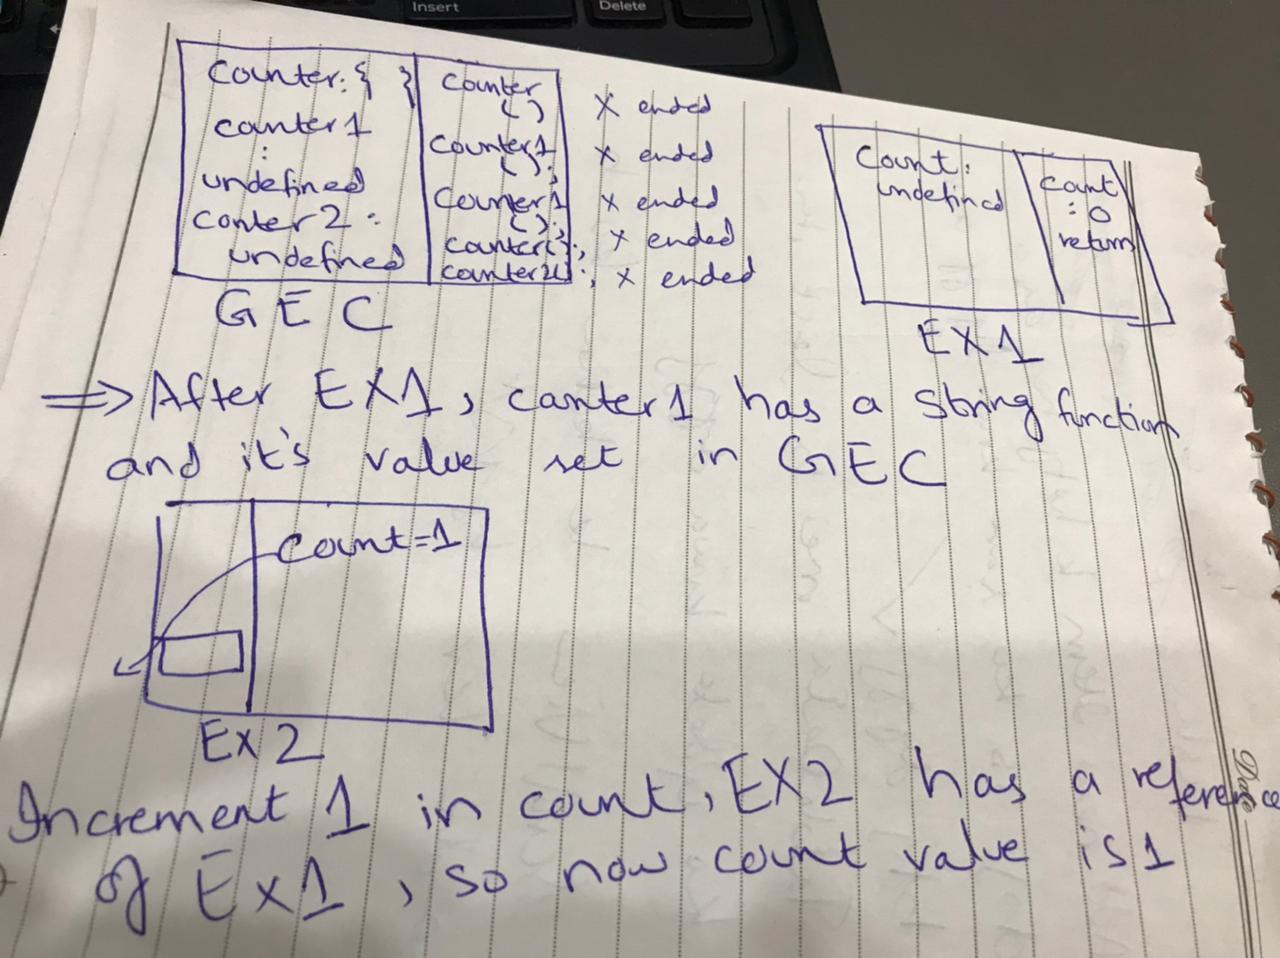 Insert
Delete
Counter: { }
counter
( )
X ended
counter1
:
undefined
counter1
( );
X ended
conter2 :
undefined
counter1
( );
X ended
counter();
X ended
counter2();
X ended
GEC
Count:
undefined
count
: 0
return
EX1
=> After EX1, counter1 has a string function
and it's value set in GEC
count=1
EX2
Increment 1 in count, EX2 has a reference
of EX1, so now count value is 1
Date